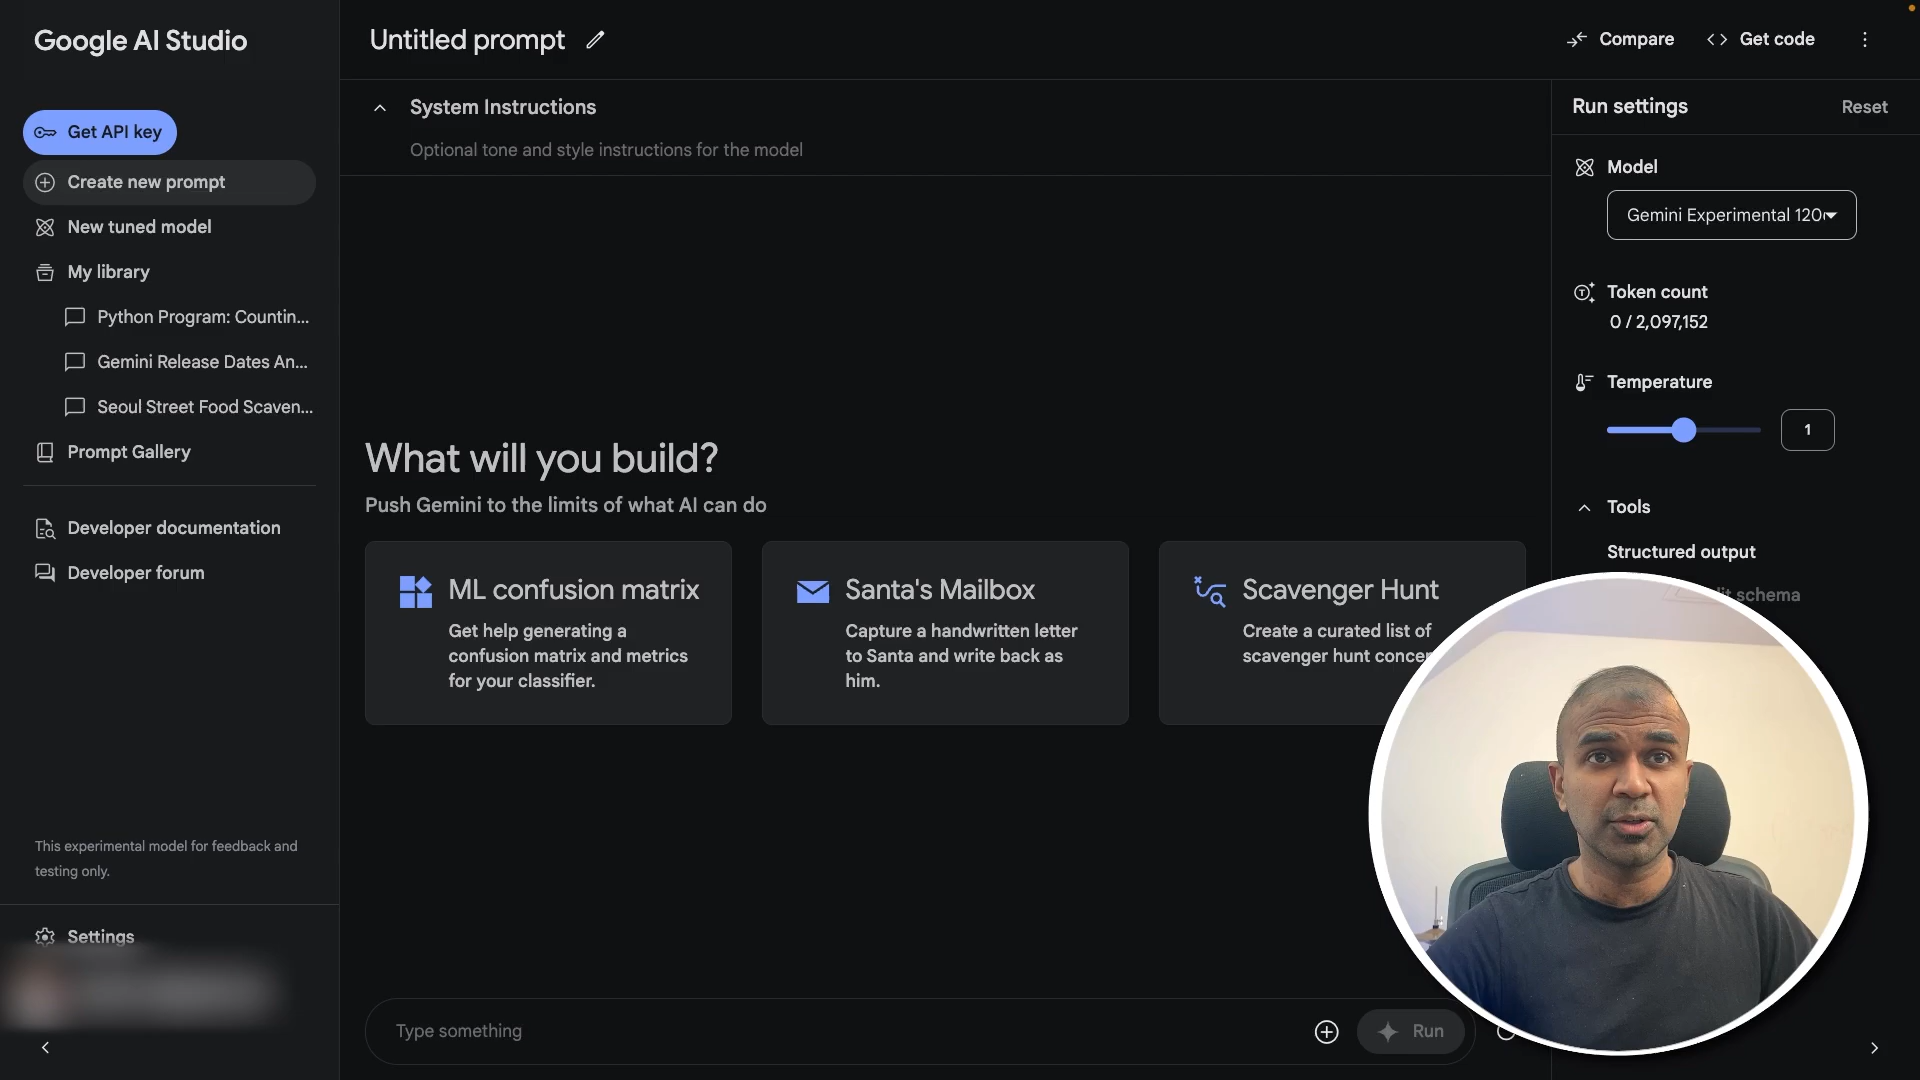 Google AI Studio
Untitled prompt
Compare
Get code
Get API key
Create new prompt
New tuned model
My library
Python Program: Countin...
Gemini Release Dates An...
Seoul Street Food Scaven...
Prompt Gallery
Developer documentation
Developer forum
This experimental model for feedback and
testing only.
Settings
System Instructions
Optional tone and style instructions for the model
What will you build?
Push Gemini to the limits of what AI can do
ML confusion matrix
Get help generating a
confusion matrix and metrics
for your classifier.
Santa's Mailbox
Capture a handwritten letter
to Santa and write back as
him.
Scavenger Hunt
Create a curated list of
scavenger hunt
Type something
Run
Run settings
Reset
Model
Gemini Experimental 120
Token count
0 / 2,097,152
Temperature
1
Tools
Structured output
schema